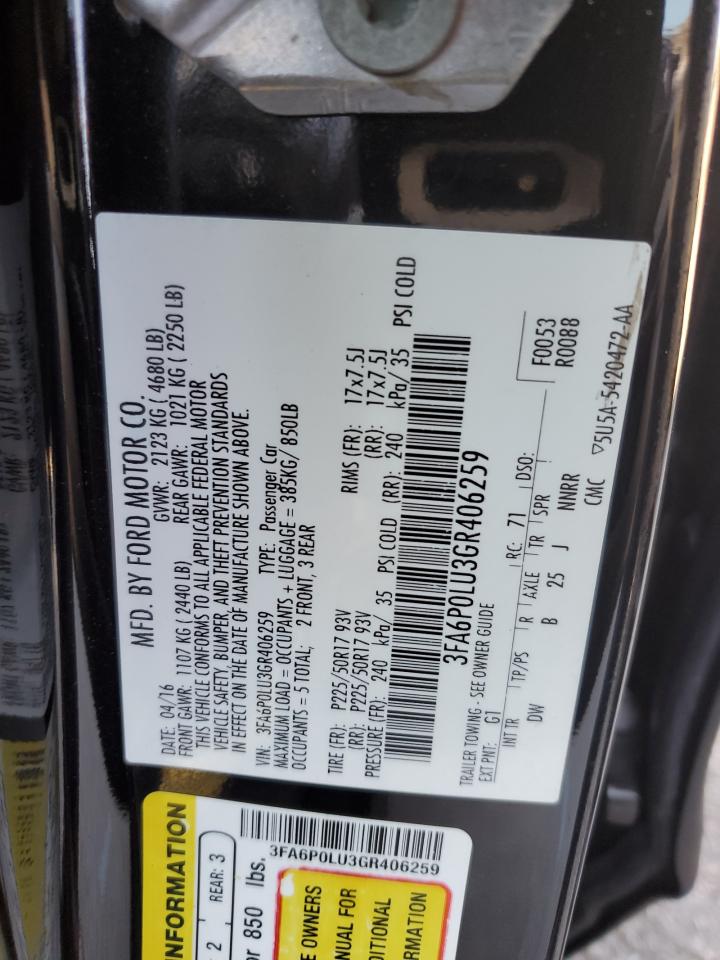 MFD. BY FORD MOTOR CO.
DATE: 04/16 GVWR: 2123 KG ( 4680 LB)
FRONT GAWR: 1107 KG ( 2440 LB) REAR GAWR: 1021 KG ( 2250 LB)
THIS VEHICLE CONFORMS TO ALL APPLICABLE FEDERAL MOTOR
VEHICLE SAFETY, BUMPER, AND THEFT PREVENTION STANDARDS
IN EFFECT ON THE DATE OF MANUFACTURE SHOWN ABOVE.
VIN: 3FA6P0LU3GR406259 TYPE: Passenger Car
MAXIMUM LOAD = OCCUPANTS + LUGGAGE = 385KG/ 850LB
OCCUPANTS = 5 TOTAL; 2 FRONT, 3 REAR
TIRE (FR): P225/50R17 93V RIMS (FR): 17x7.5J
(RR): P225/50R17 93V (RR): 17x7.5J
PRESSURE (FR): 240 kPa/ 35 PSI COLD (RR): 240 kPa/ 35 PSI COLD
3FA6P0LU3GR406259
TRAILER TOWING - SEE OWNER GUIDE
EXT PNT: G1 RC: 71 DSO: F0053
R0088
INT TR TP/PS R AXLE TR SPR
DW B 25 J NNRR
CMC ▽5U5A-5420472-AA
INFORMATION
2 REAR: 3
or 850 lbs.
3FA6P0LU3GR406259
E OWNERS
NUAL FOR
DITIONAL
RMATION